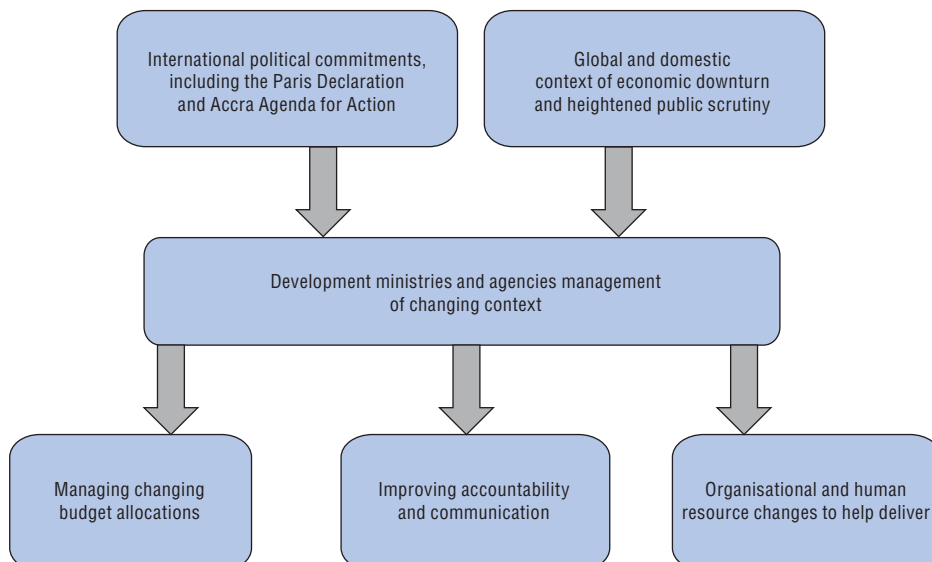 International political commitments,
including the Paris Declaration
and Accra Agenda for Action
Global and domestic
context of economic downturn
and heightened public scrutiny
Development ministries and agencies management
of changing context
Managing changing
budget allocations
Improving accountability
and communication
Organisational and human
resource changes to help deliver